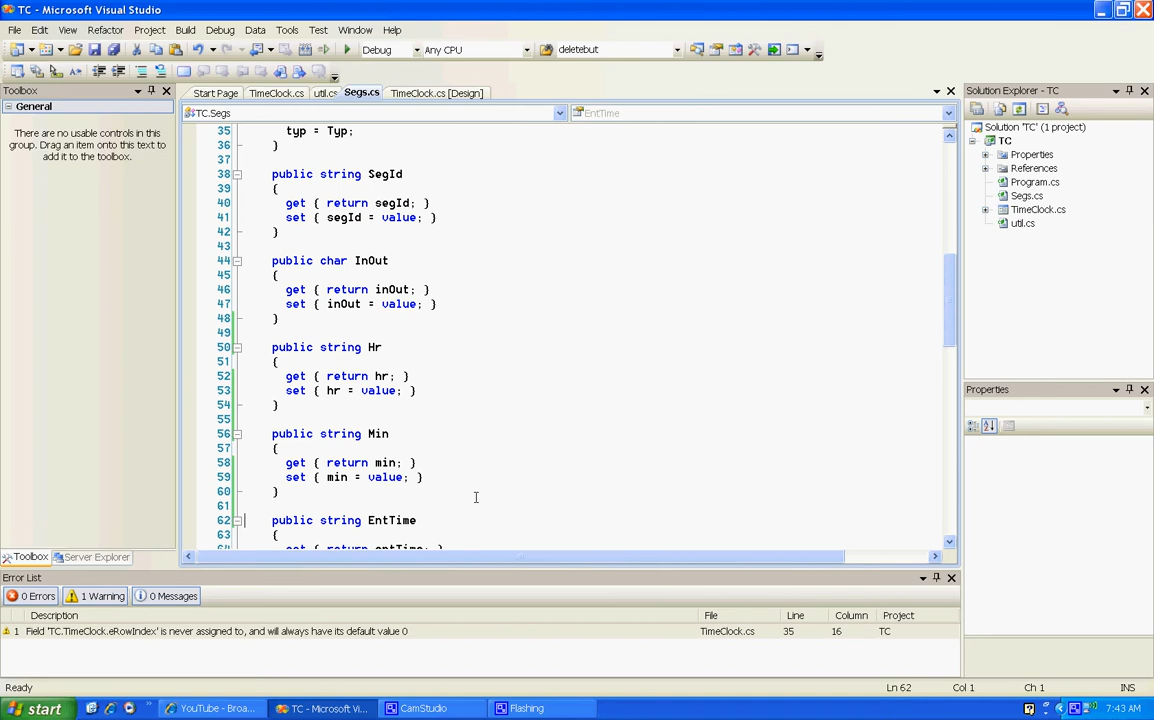 TC - Microsoft Visual Studio
File Edit View Refactor Project Build Debug Data Tools Test Window Help
Debug Any CPU deletebut
Toolbox
General
There are no usable controls in this
group. Drag an item onto this text
to add it to the toolbox.
Toolbox Server Explorer
Start Page TimeClock.cs util.cs Segs.cs TimeClock.cs [Design]
TC.Segs EntTime
35 typ = Typ;
36 }
37
38 public string SegId
39 {
40 get { return segId; }
41 set { segId = value; }
42 }
43
44 public char InOut
45 {
46 get { return inOut; }
47 set { inOut = value; }
48 }
49
50 public string Hr
51 {
52 get { return hr; }
53 set { hr = value; }
54 }
55
56 public string Min
57 {
58 get { return min; }
59 set { min = value; }
60 }
61
62 public string EntTime
63 {
64 get { return entTime; }
Solution Explorer - TC
Solution 'TC' (1 project)
TC
Properties
References
Program.cs
Segs.cs
TimeClock.cs
util.cs
Properties
Error List
0 Errors 1 Warning 0 Messages
Description File Line Column Project
1 Field 'TC.TimeClock.eRowIndex' is never assigned to, and will always have its default value 0 TimeClock.cs 35 16 TC
Ready Ln 62 Col 1 Ch 1 INS
start YouTube - Broa... TC - Microsoft Vi... CamStudio Flashing 7:43 AM